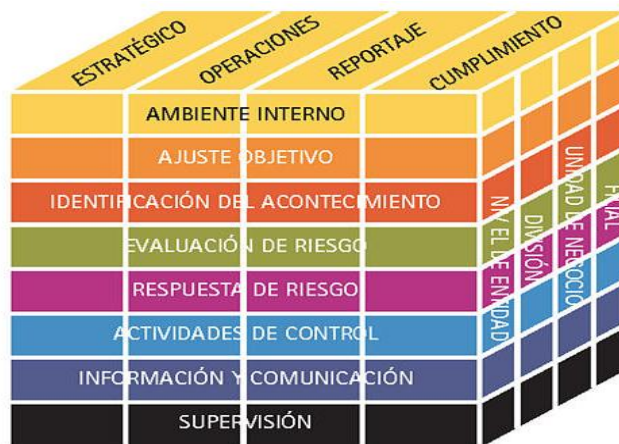 ESTRATÉGICO
OPERACIONES
REPORTAJE
CUMPLIMIENTO
AMBIENTE INTERNO
AJUSTE OBJETIVO
IDENTIFICACIÓN DEL ACONTECIMIENTO
EVALUACIÓN DE RIESGO
RESPUESTA DE RIESGO
ACTIVIDADES DE CONTROL
INFORMACIÓN Y COMUNICACIÓN
SUPERVISIÓN
NIVEL DE ENTIDAD
DIVISIÓN
UNIDAD DE NEGOCIO
FILIAL